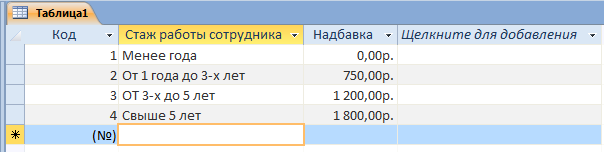 Таблица1
Код Стаж работы сотрудника Надбавка Щелкните для добавления
1 Менее года 0,00р.
2 От 1 года до 3-х лет 750,00р.
3 ОТ 3-х до 5 лет 1 200,00р.
4 Свыше 5 лет 1 800,00р.
* (№)